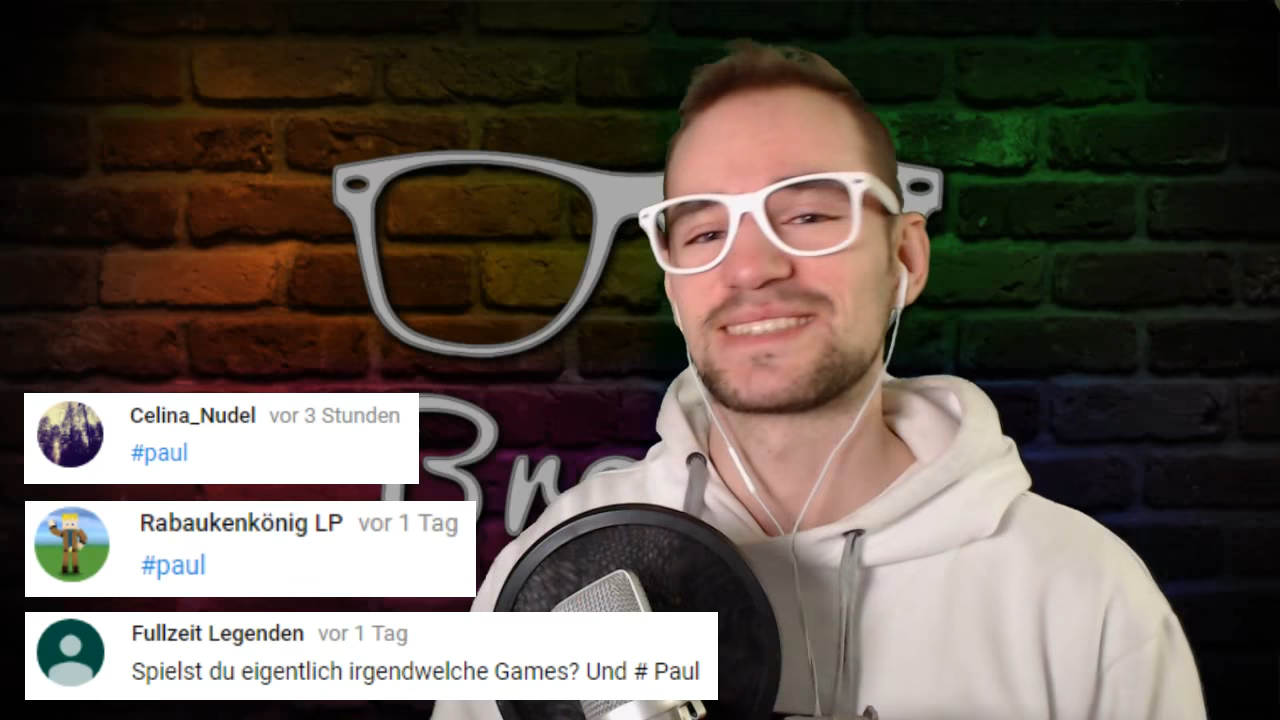 Celina_Nudel vor 3 Stunden
#paul
Rabaukenkönig LP vor 1 Tag
#paul
Fullzeit Legenden vor 1 Tag
Spielst du eigentlich irgendwelche Games? Und # Paul